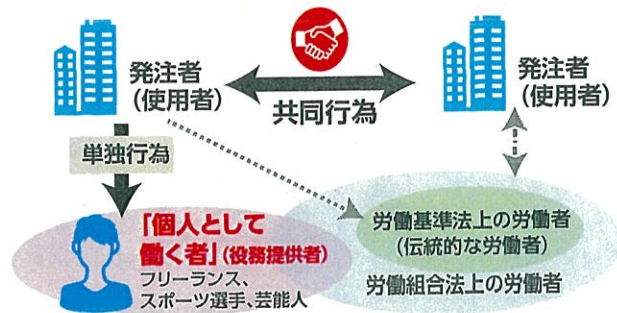 発注者
(使用者)
共同行為
発注者
(使用者)
単独行為
「個人として
働く者」(役務提供者)
フリーランス、
スポーツ選手、芸能人
労働基準法上の労働者
(伝統的な労働者)
労働組合法上の労働者